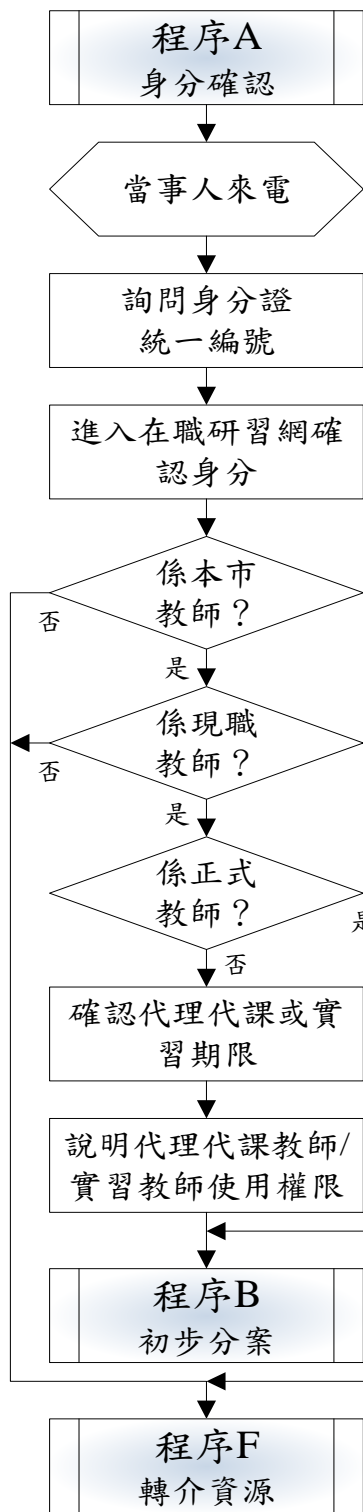 程序A
身分確認
當事人來電
詢問身分證
統一編號
進入在職研習網確
認身分
係本市
教師？
否
是
係現職
教師？
否
是
係正式
教師？
是
否
確認代理代課或實
習期限
說明代理代課教師/
實習教師使用權限
程序B
初步分案
程序F
轉介資源